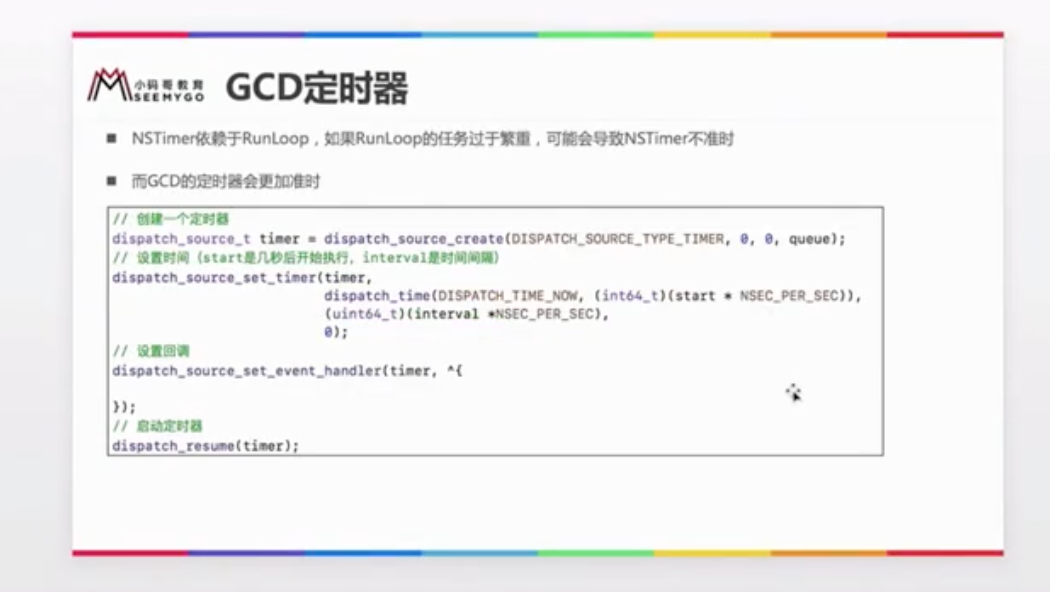 小码哥教育
SEEMYGO
GCD定时器
NSTimer依赖于RunLoop，如果RunLoop的任务过于繁重，可能会导致NSTimer不准时
而GCD的定时器会更加准时
// 创建一个定时器
dispatch_source_t timer = dispatch_source_create(DISPATCH_SOURCE_TYPE_TIMER, 0, 0, queue);
// 设置时间（start是几秒后开始执行，interval是时间间隔）
dispatch_source_set_timer(timer,
dispatch_time(DISPATCH_TIME_NOW, (int64_t)(start * NSEC_PER_SEC)),
(uint64_t)(interval *NSEC_PER_SEC),
0);
// 设置回调
dispatch_source_set_event_handler(timer, ^{
});
// 启动定时器
dispatch_resume(timer);